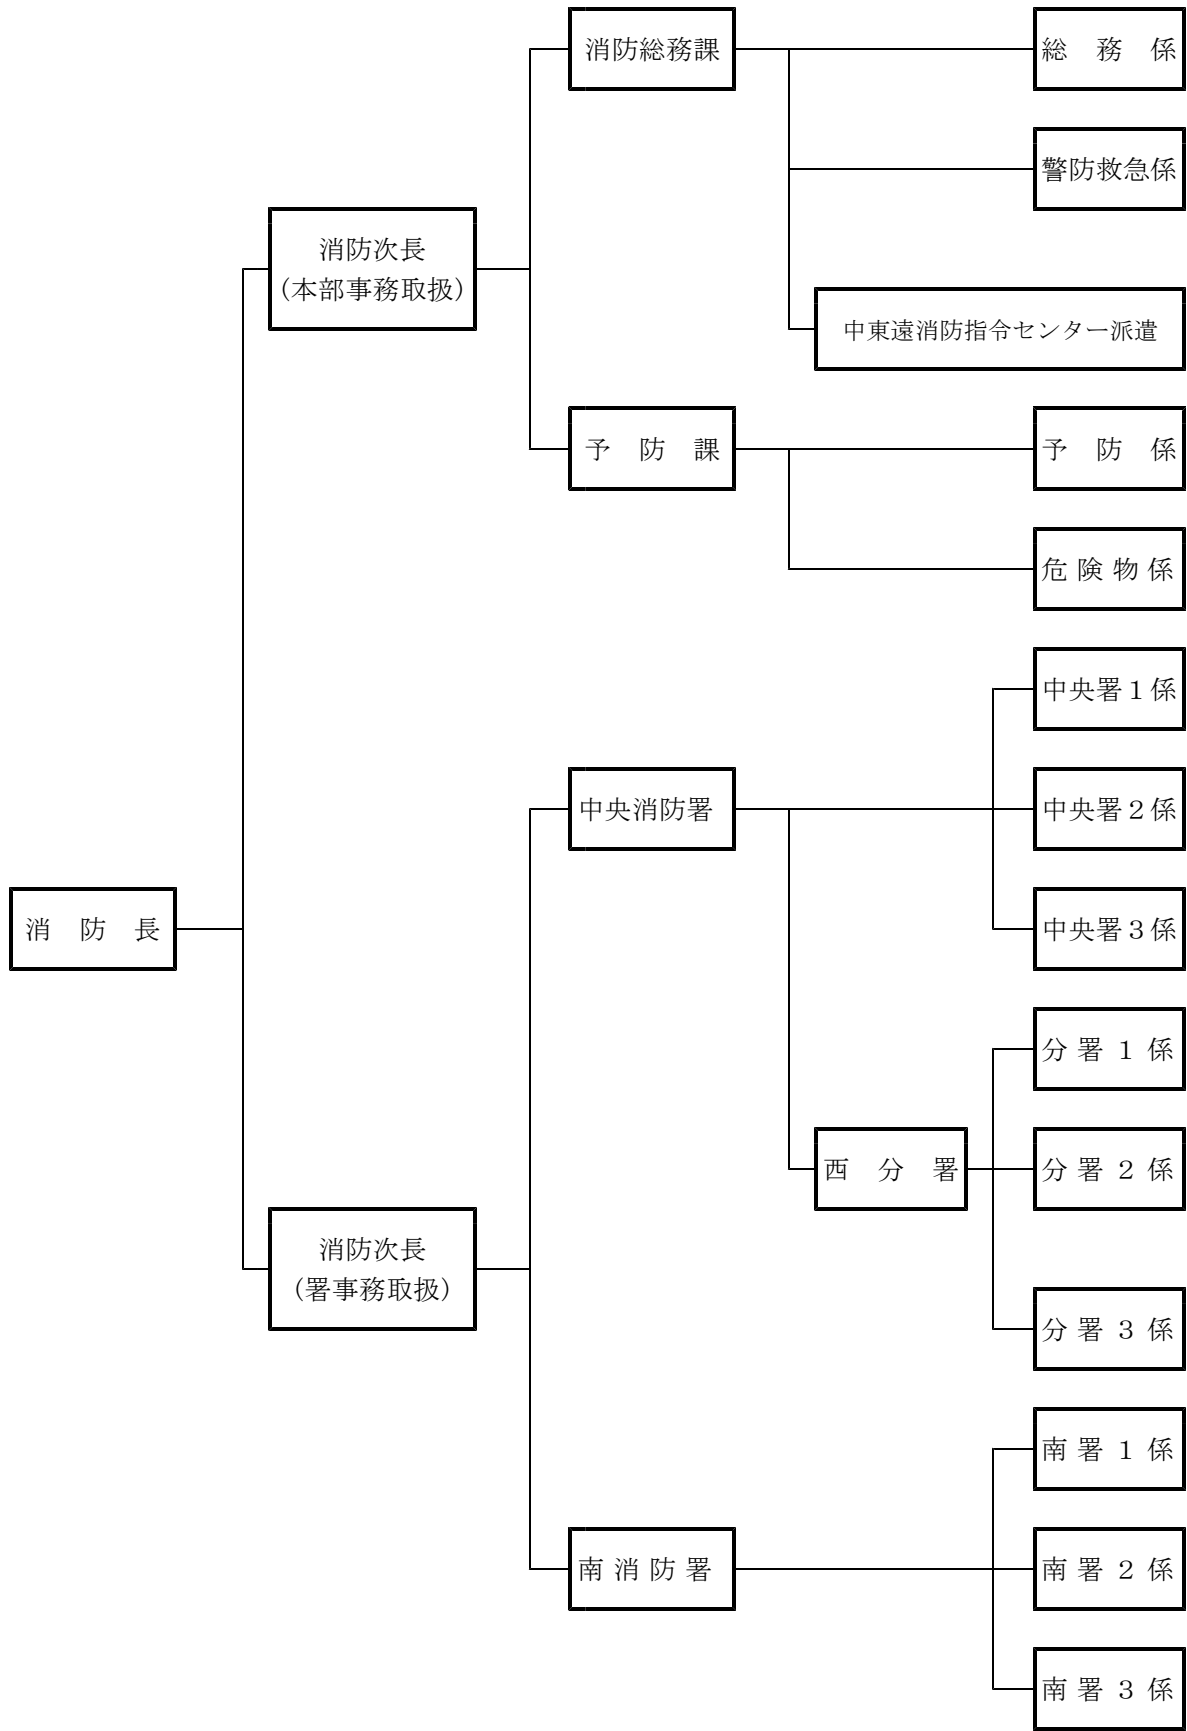 消防総務課
総　務　係
警防救急係
消防次長
(本部事務取扱)
中東遠消防指令センター派遣
予　防　課
予　防　係
危 険 物 係
中央署１係
中央消防署
中央署２係
消　防　長
中央署３係
分 署 １ 係
西　分　署
分 署 ２ 係
消防次長
(署事務取扱)
分 署 ３ 係
南 署 １ 係
南 消 防 署
南 署 ２ 係
南 署 ３ 係